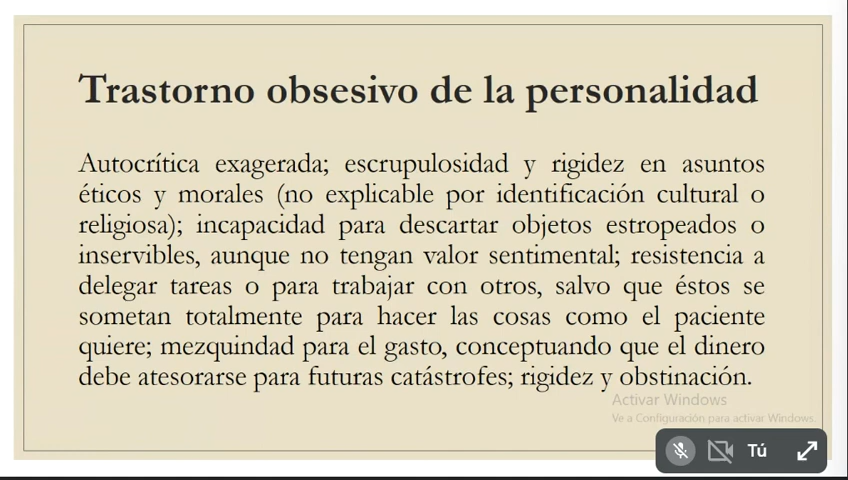 Trastorno obsesivo de la personalidad
Autocrítica exagerada; escrupulosidad y rigidez en asuntos
éticos y morales (no explicable por identificación cultural o
religiosa); incapacidad para descartar objetos estropeados o
inservibles, aunque no tengan valor sentimental; resistencia a
delegar tareas o para trabajar con otros, salvo que éstos se
sometan totalmente para hacer las cosas como el paciente
quiere; mezquindad para el gasto, conceptuando que el dinero
debe atesorarse para futuras catástrofes; rigidez y obstinación.
Activar Windows
Ve a Configuración para activar Windows.
Tú